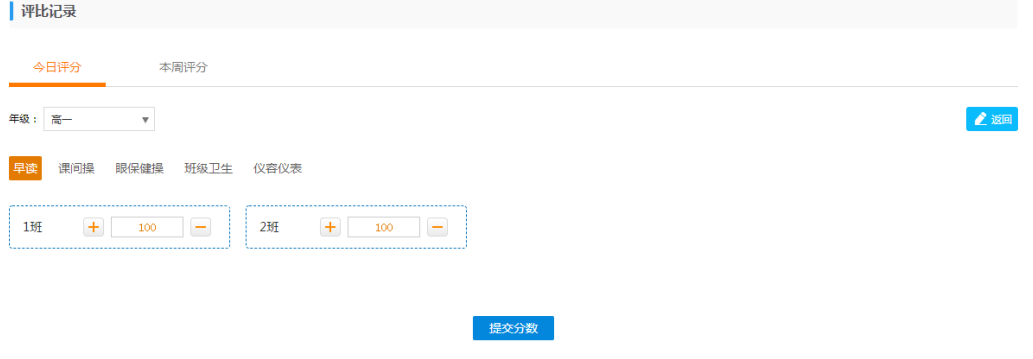 评比记录
今日评分 本周评分
年级： 高一 返回
早读 课间操 眼保健操 班级卫生 仪容仪表
1班 + 100 − 2班 + 100 −
提交分数